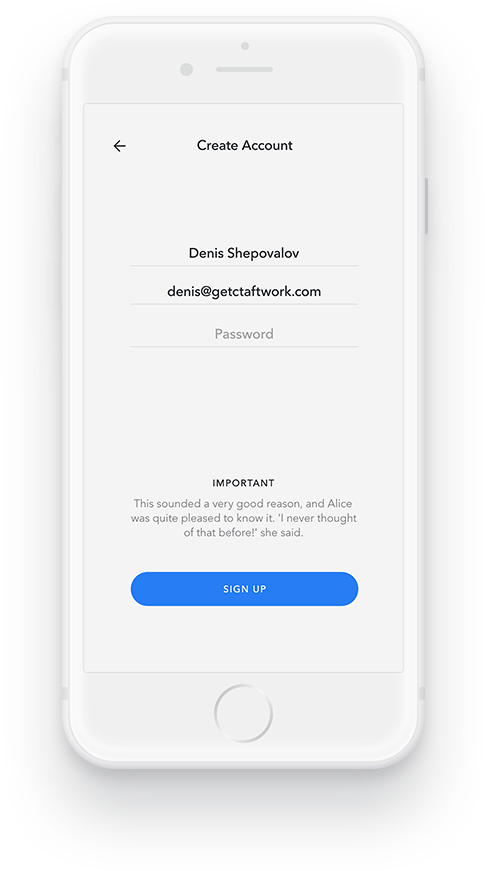 Create Account
Denis Shepovalov
denis@getctaftwork.com
Password
IMPORTANT
This sounded a very good reason, and Alice
was quite pleased to know it. 'I never thought
of that before!' she said.
SIGN UP